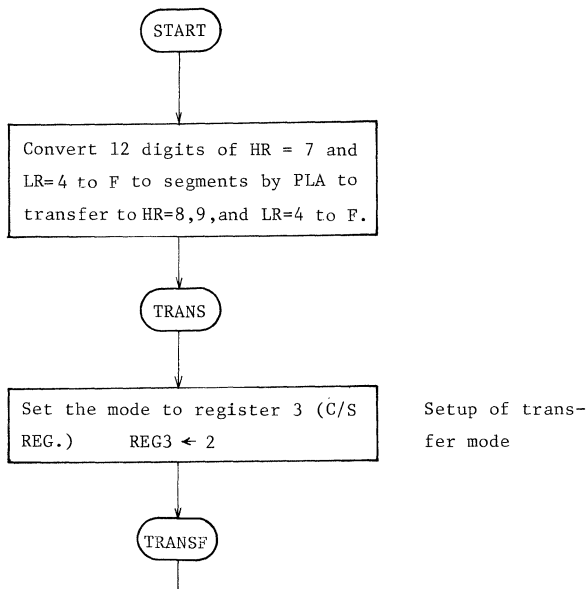 START
Convert 12 digits of HR = 7 and
LR=4 to F to segments by PLA to
transfer to HR=8,9,and LR=4 to F.
TRANS
Set the mode to register 3 (C/S
REG.) REG3 ← 2
Setup of trans-
fer mode
TRANSF